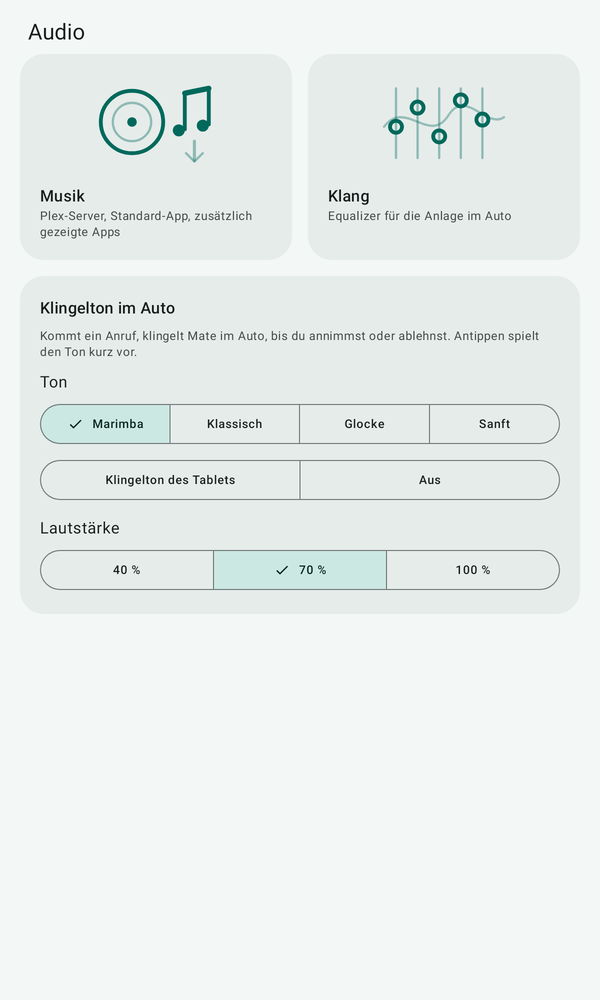 Audio
Musik
Plex-Server, Standard-App, zusätzlich
gezeigte Apps
Klang
Equalizer für die Anlage im Auto
Klingelton im Auto
Kommt ein Anruf, klingelt Mate im Auto, bis du annimmst oder ablehnst. Antippen spielt
den Ton kurz vor.
Ton
Marimba Klassisch Glocke Sanft
Klingelton des Tablets Aus
Lautstärke
40 % 70 % 100 %